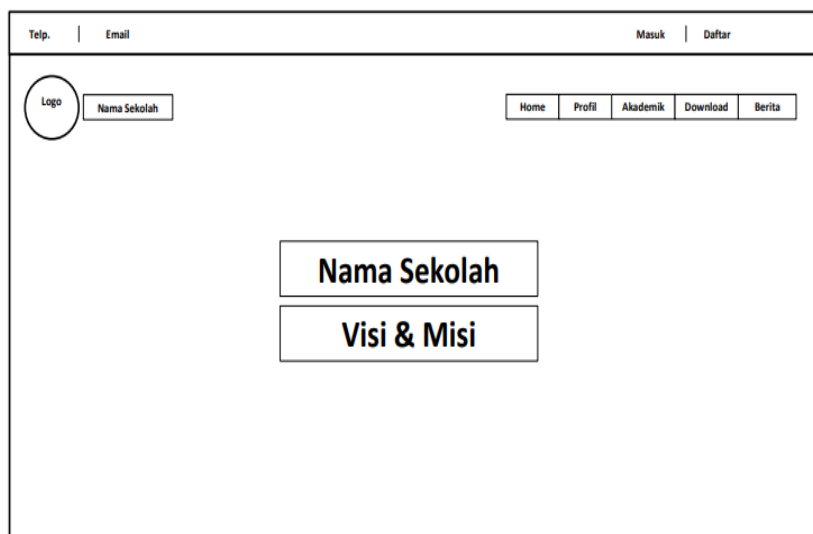 Telp. Email Masuk Daftar
Logo
Nama Sekolah Home Profil Akademik Download Berita
Nama Sekolah
Visi & Misi